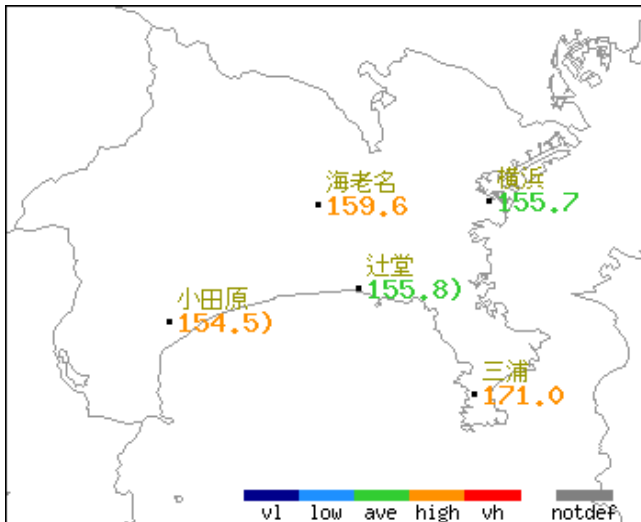 海老名
159.6
横浜
155.7
辻堂
155.8)
小田原
154.5)
三浦
171.0
vl low ave high vh notdef